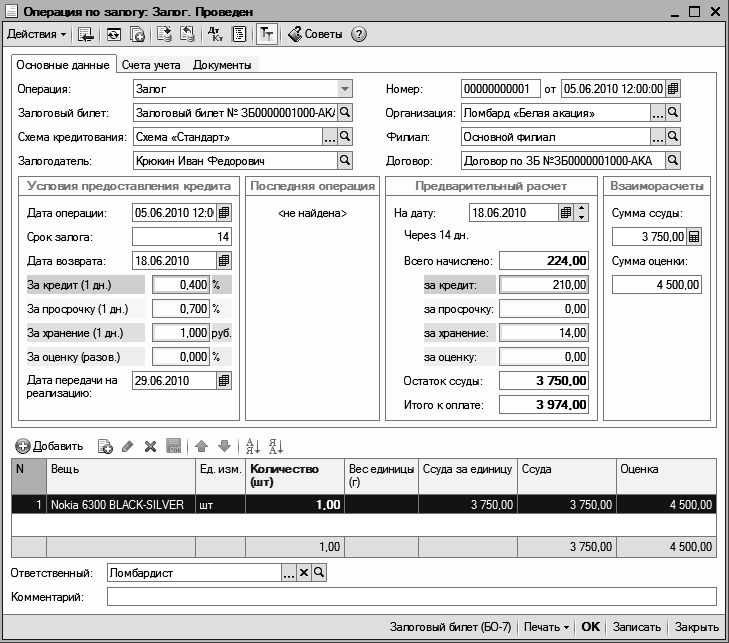 Операция по залогу: Залог. Проведен
Действия Дт Кт Тт Советы ?
Основные данные Счета учета Документы
Операция: Залог Номер: 00000000001 от 05.06.2010 12:00:00
Залоговый билет: Залоговый билет № ЗБ0000001000-АКА Организация: Ломбард «Белая акация» ...
Схема кредитования: Схема «Стандарт» ... Филиал: Основной филиал ...
Залогодатель: Крюкин Иван Федорович Договор: Договор по ЗБ №ЗБ0000001000-АКА
Условия предоставления кредита Последняя операция Предварительный расчет Взаиморасчеты
Дата операции: 05.06.2010 12:0 <не найдена> На дату: 18.06.2010 Сумма ссуды:
Срок залога: 14 Через 14 дн. 3 750,00
Дата возврата: 18.06.2010 Всего начислено: 224,00 Сумма оценки:
За кредит (1 дн.) 0,400 % за кредит: 210,00 4 500,00
За просрочку (1 дн.) 0,700 % за просрочку: 0,00
За хранение (1 дн.) 1,000 руб. за хранение: 14,00
За оценку (разов.) 0,000 % за оценку: 0,00
Дата передачи на реализацию: 29.06.2010 Остаток ссуды: 3 750,00
Итого к оплате: 3 974,00
Добавить
N Вещь Ед. изм. Количество (шт) Вес единицы (г) Ссуда за единицу Ссуда Оценка
1 Nokia 6300 BLACK-SILVER шт 1,00 3 750,00 3 750,00 4 500,00
1,00 3 750,00 4 500,00
Ответственный: Ломбардист ...
Комментарий:
Залоговый билет (БО-7) Печать OK Записать Закрыть